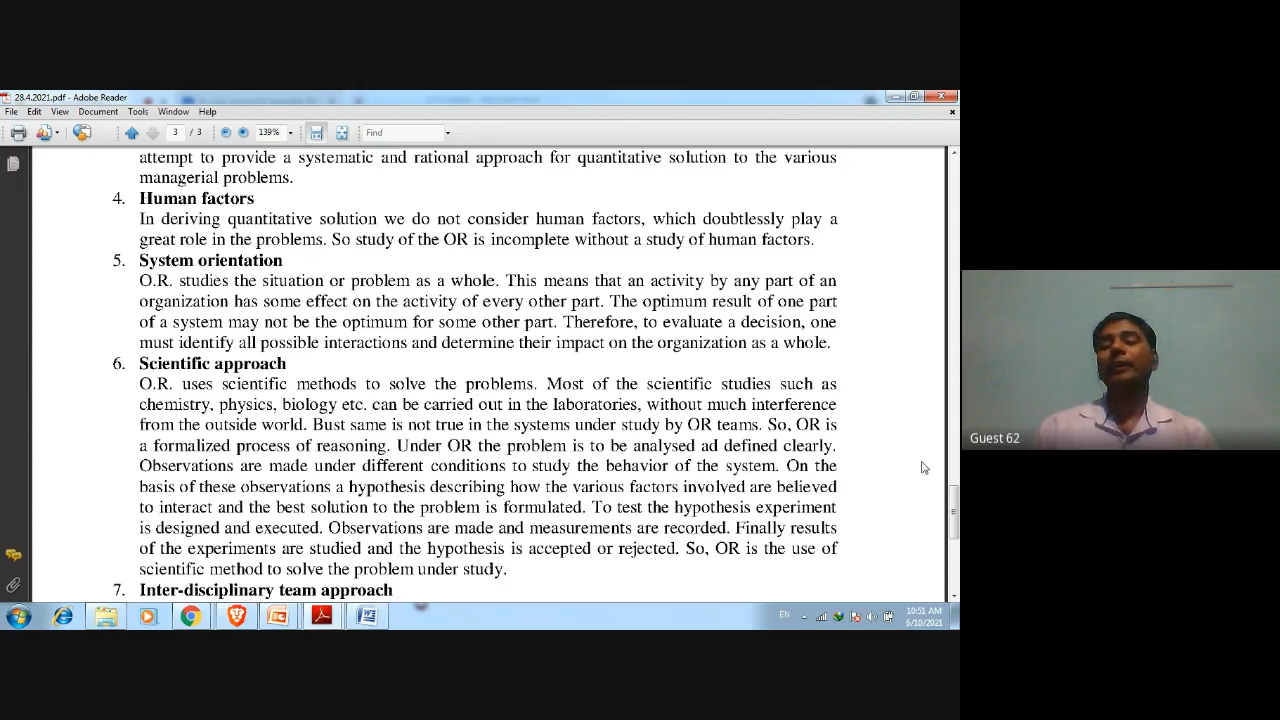 28.4.2021.pdf - Adobe Reader
File Edit View Document Tools Window Help
3 / 3 139% Find
attempt to provide a systematic and rational approach for quantitative solution to the various
managerial problems.
4. Human factors
In deriving quantitative solution we do not consider human factors, which doubtlessly play a
great role in the problems. So study of the OR is incomplete without a study of human factors.
5. System orientation
O.R. studies the situation or problem as a whole. This means that an activity by any part of an
organization has some effect on the activity of every other part. The optimum result of one part
of a system may not be the optimum for some other part. Therefore, to evaluate a decision, one
must identify all possible interactions and determine their impact on the organization as a whole.
6. Scientific approach
O.R. uses scientific methods to solve the problems. Most of the scientific studies such as
chemistry, physics, biology etc. can be carried out in the laboratories, without much interference
from the outside world. Bust same is not true in the systems under study by OR teams. So, OR is
a formalized process of reasoning. Under OR the problem is to be analysed ad defined clearly.
Observations are made under different conditions to study the behavior of the system. On the
basis of these observations a hypothesis describing how the various factors involved are believed
to interact and the best solution to the problem is formulated. To test the hypothesis experiment
is designed and executed. Observations are made and measurements are recorded. Finally results
of the experiments are studied and the hypothesis is accepted or rejected. So, OR is the use of
scientific method to solve the problem under study.
7. Inter-disciplinary team approach
EN
10:51 AM
6/10/2021
Guest 62